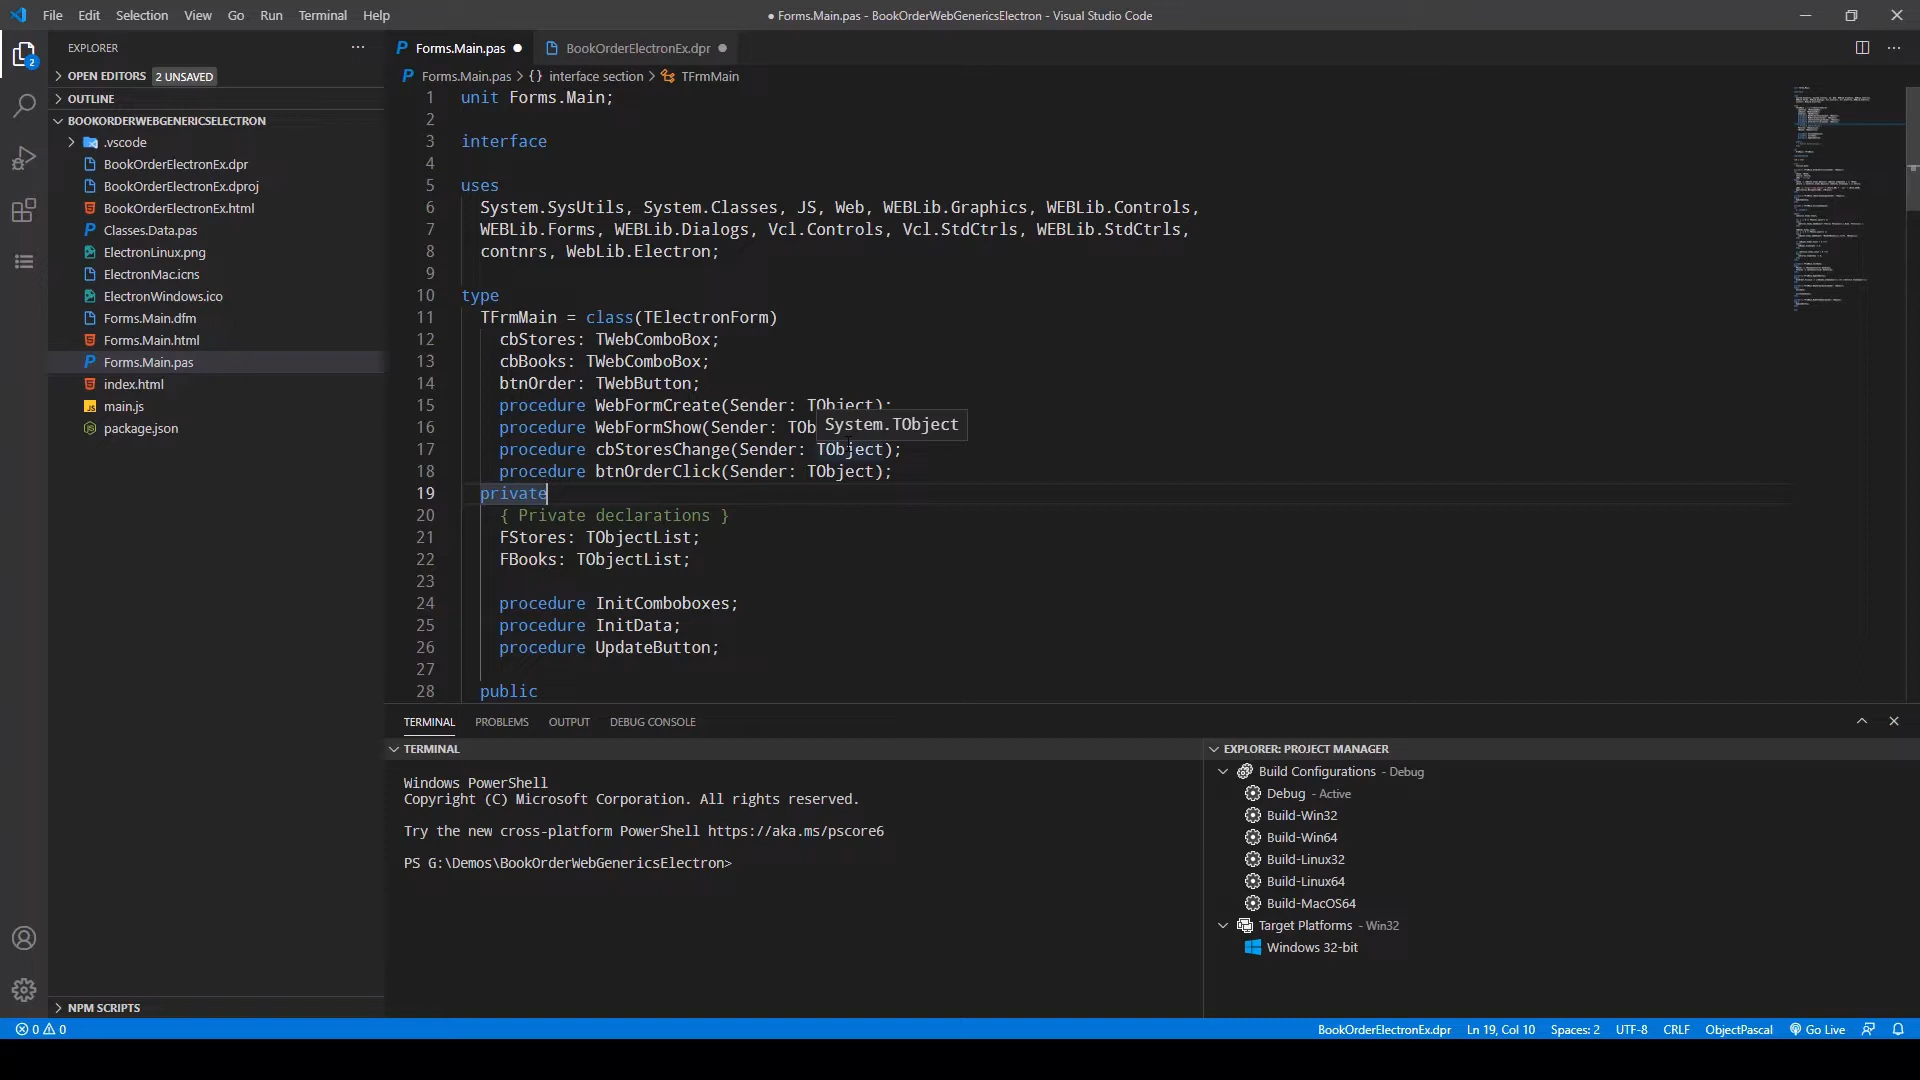 File Edit Selection View Go Run Terminal Help
● Forms.Main.pas - BookOrderWebGenericsElectron - Visual Studio Code
EXPLORER
OPEN EDITORS 2 UNSAVED
OUTLINE
BOOKORDERWEBGENERICSELECTRON
.vscode
BookOrderElectronEx.dpr
BookOrderElectronEx.dproj
BookOrderElectronEx.html
Classes.Data.pas
ElectronLinux.png
ElectronMac.icns
ElectronWindows.ico
Forms.Main.dfm
Forms.Main.html
Forms.Main.pas
index.html
main.js
package.json
NPM SCRIPTS
2
Forms.Main.pas ● BookOrderElectronEx.dpr ●
Forms.Main.pas > {} interface section > TFrmMain
1 unit Forms.Main;
2
3 interface
4
5 uses
6 System.SysUtils, System.Classes, JS, Web, WEBLib.Graphics, WEBLib.Controls,
7 WEBLib.Forms, WEBLib.Dialogs, Vcl.Controls, Vcl.StdCtrls, WEBLib.StdCtrls,
8 contnrs, WebLib.Electron;
9
10 type
11 TFrmMain = class(TElectronForm)
12 cbStores: TWebComboBox;
13 cbBooks: TWebComboBox;
14 btnOrder: TWebButton;
15 procedure WebFormCreate(Sender: TObject);
16 procedure WebFormShow(Sender: TOb
System.TObject
17 procedure cbStoresChange(Sender: TObject);
18 procedure btnOrderClick(Sender: TObject);
19 private
20 { Private declarations }
21 FStores: TObjectList;
22 FBooks: TObjectList;
23
24 procedure InitComboboxes;
25 procedure InitData;
26 procedure UpdateButton;
27
28 public
TERMINAL PROBLEMS OUTPUT DEBUG CONSOLE
TERMINAL
Windows PowerShell
Copyright (C) Microsoft Corporation. All rights reserved.
Try the new cross-platform PowerShell https://aka.ms/pscore6
PS G:\Demos\BookOrderWebGenericsElectron>
EXPLORER: PROJECT MANAGER
Build Configurations - Debug
Debug - Active
Build-Win32
Build-Win64
Build-Linux32
Build-Linux64
Build-MacOS64
Target Platforms - Win32
Windows 32-bit
0 0 BookOrderElectronEx.dpr Ln 19, Col 10 Spaces: 2 UTF-8 CRLF ObjectPascal Go Live